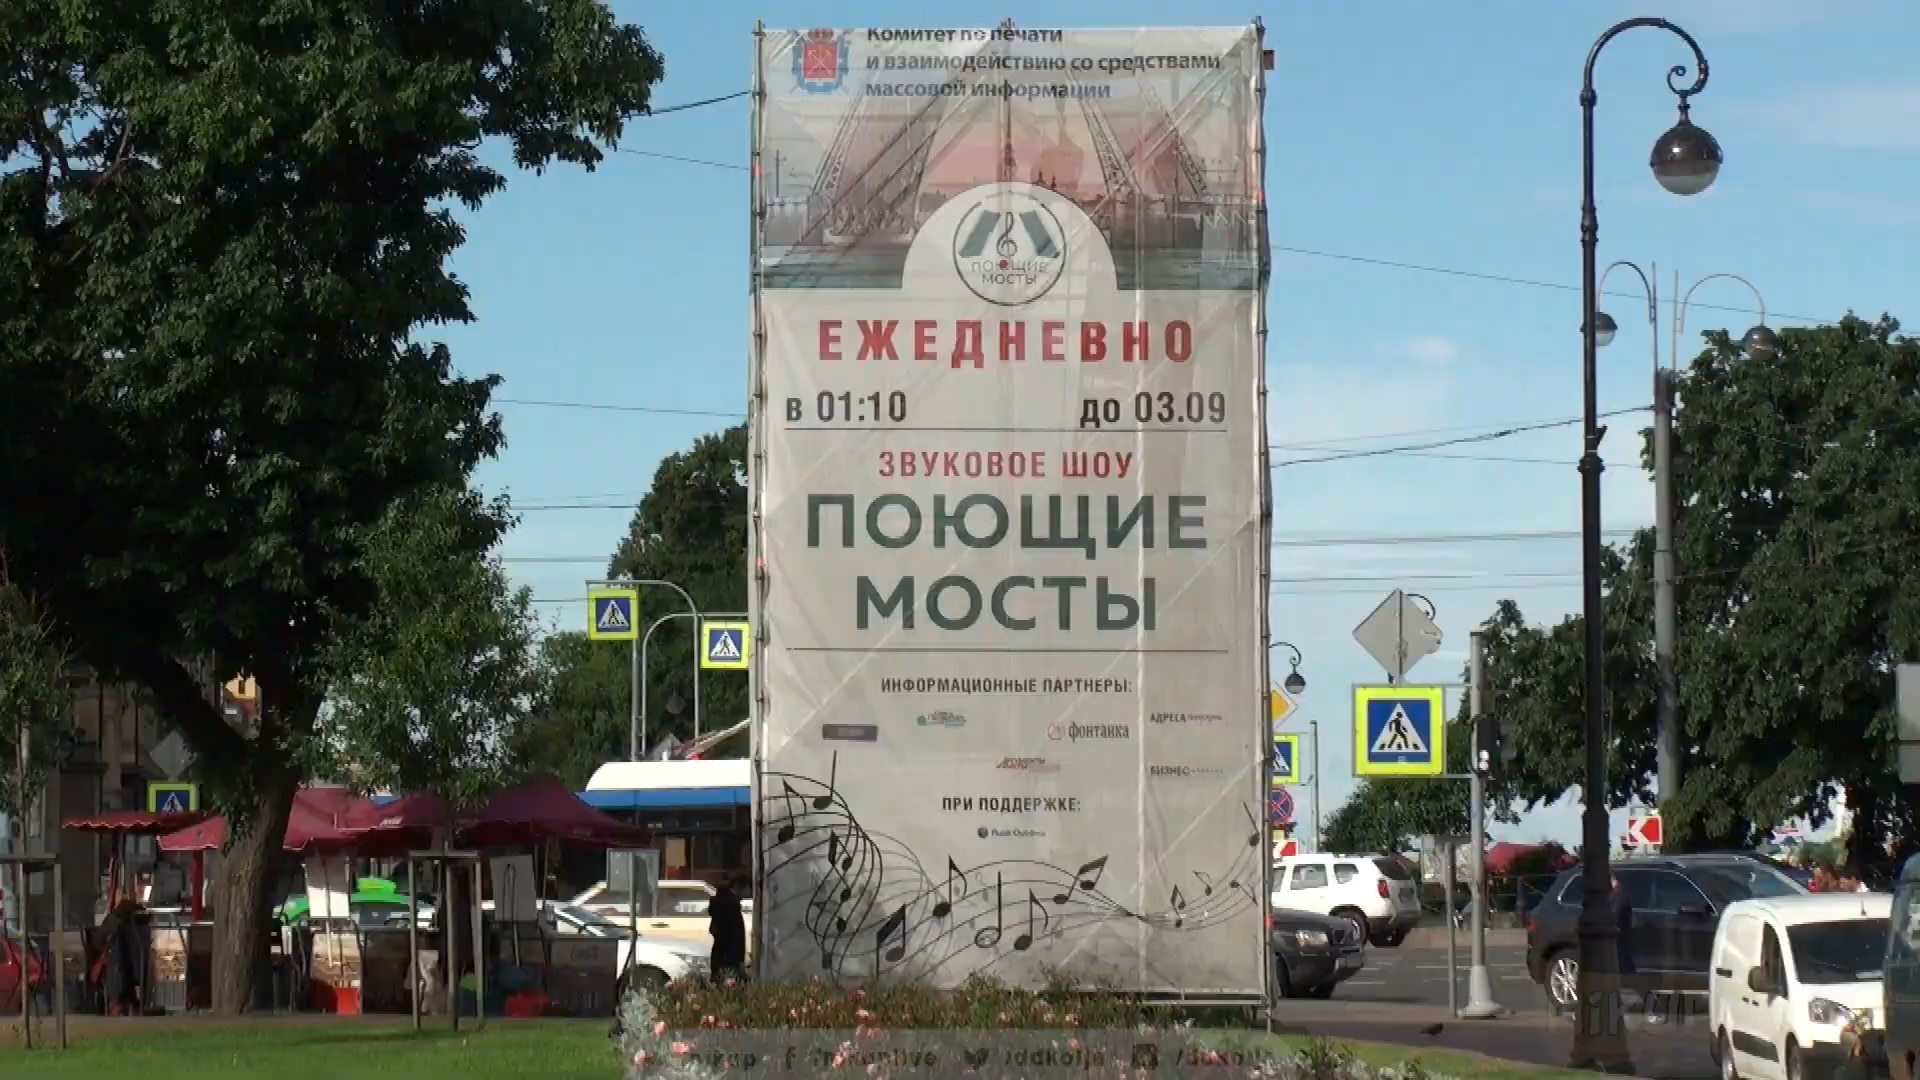 Комитет по печати
и взаимодействию со средствами
массовой информации
ПОЮЩИЕ
МОСТЫ
ЕЖЕДНЕВНО
в 01:10 до 03.09
ЗВУКОВОЕ ШОУ
ПОЮЩИЕ
МОСТЫ
ИНФОРМАЦИОННЫЕ ПАРТНЕРЫ:
АДРЕСА
фонтанка
БИЗНЕС
ПРИ ПОДДЕРЖКЕ: